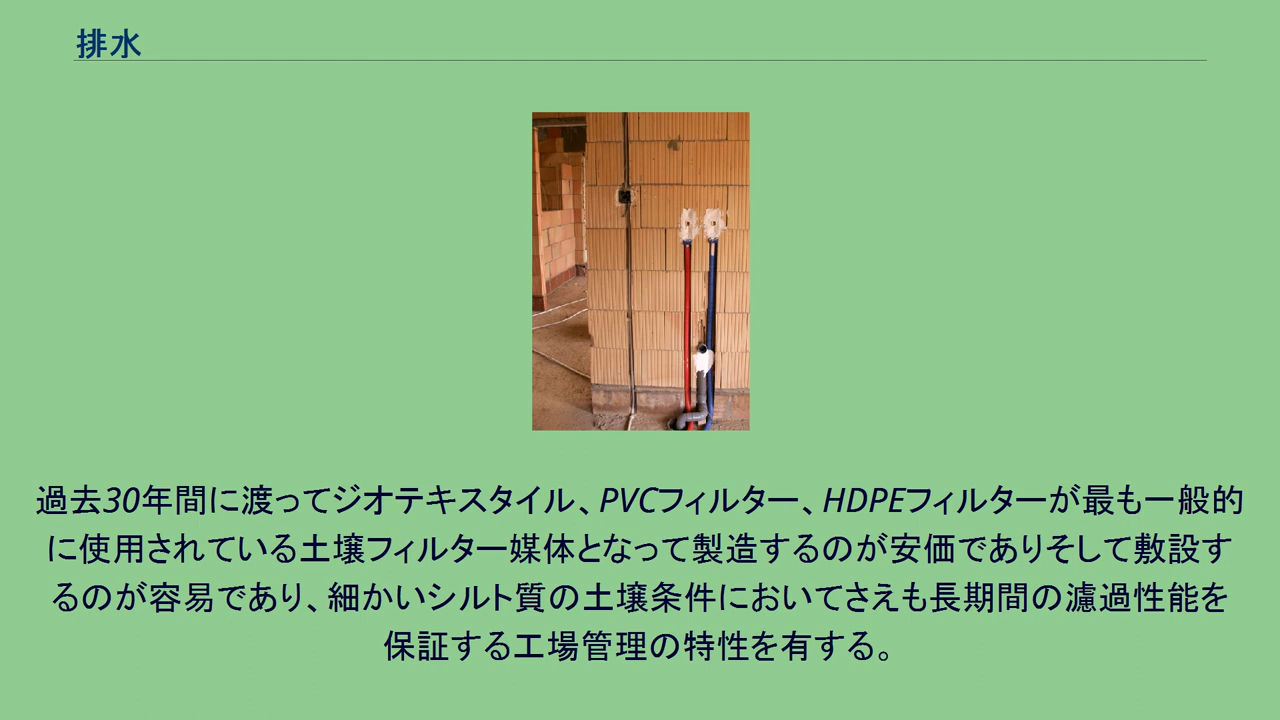 排水
過去30年間に渡ってジオテキスタイル、PVCフィルター、HDPEフィルターが最も一般的
に使用されている土壌フィルター媒体となって製造するのが安価でありそして敷設す
るのが容易であり、細かいシルト質の土壌条件においてさえも長期間の濾過性能を
保証する工場管理の特性を有する。